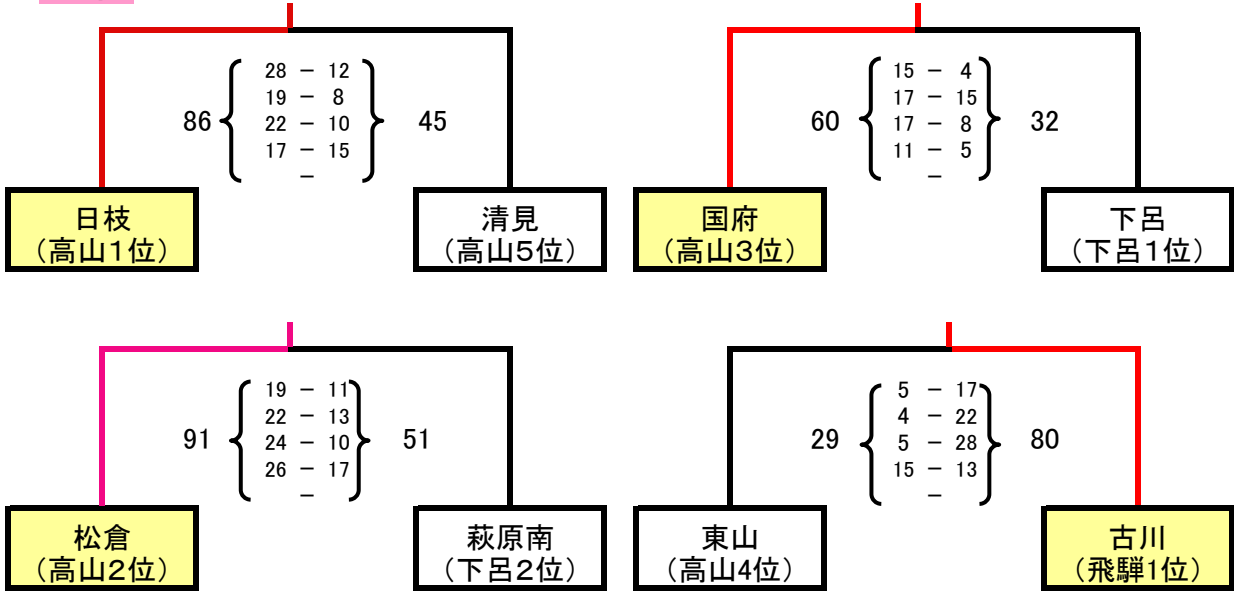 28 － 12
19 － 8
86 22 － 10 45
17 － 15
－
日枝
（高山1位）
清見
（高山5位）
15 － 4
17 － 15
60 17 － 8 32
11 － 5
－
国府
（高山3位）
下呂
（下呂1位）
19 － 11
22 － 13
91 24 － 10 51
26 － 17
－
松倉
（高山2位）
萩原南
（下呂2位）
5 － 17
4 － 22
29 5 － 28 80
15 － 13
－
東山
（高山4位）
古川
（飛騨1位）